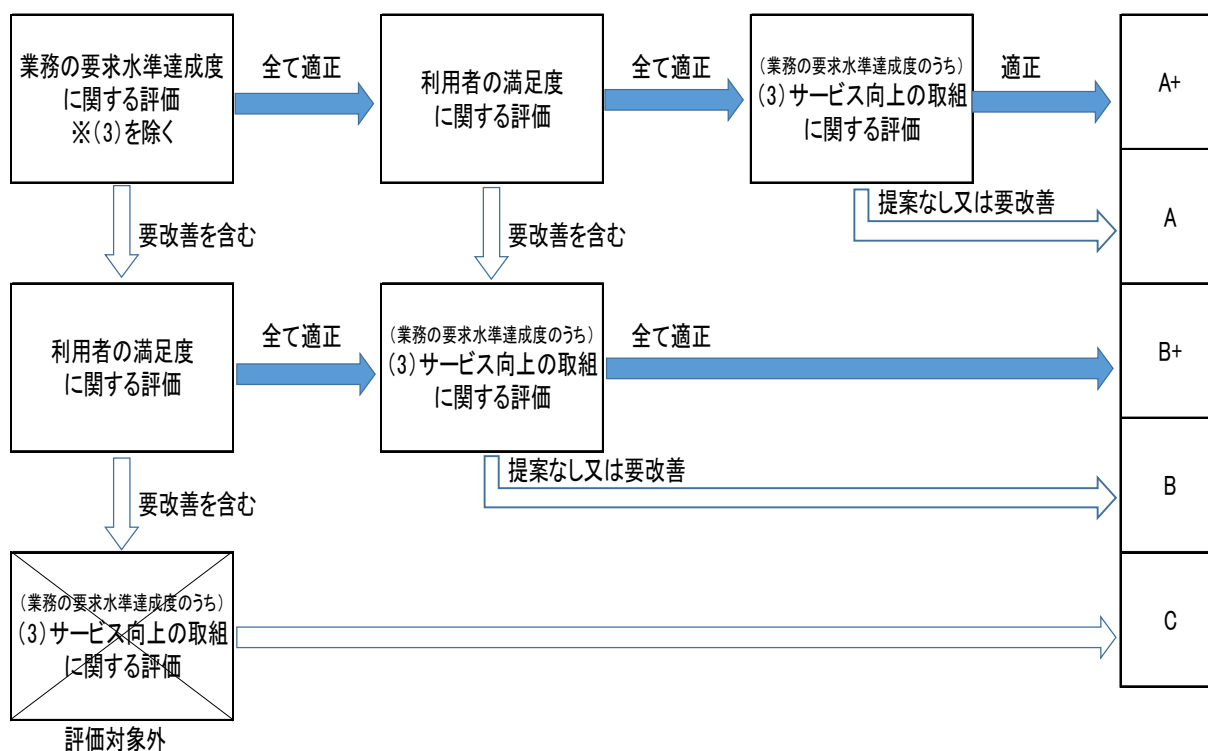 業務の要求水準達成度
に関する評価
※(3)を除く
全て適正
利用者の満足度
に関する評価
全て適正
(業務の要求水準達成度のうち)
(3)サービス向上の取組
に関する評価
適正
A+
提案なし又は要改善
A
要改善を含む
要改善を含む
利用者の満足度
に関する評価
全て適正
(業務の要求水準達成度のうち)
(3)サービス向上の取組
に関する評価
全て適正
B+
提案なし又は要改善
B
要改善を含む
(業務の要求水準達成度のうち)
(3)サービス向上の取組
に関する評価
C
評価対象外